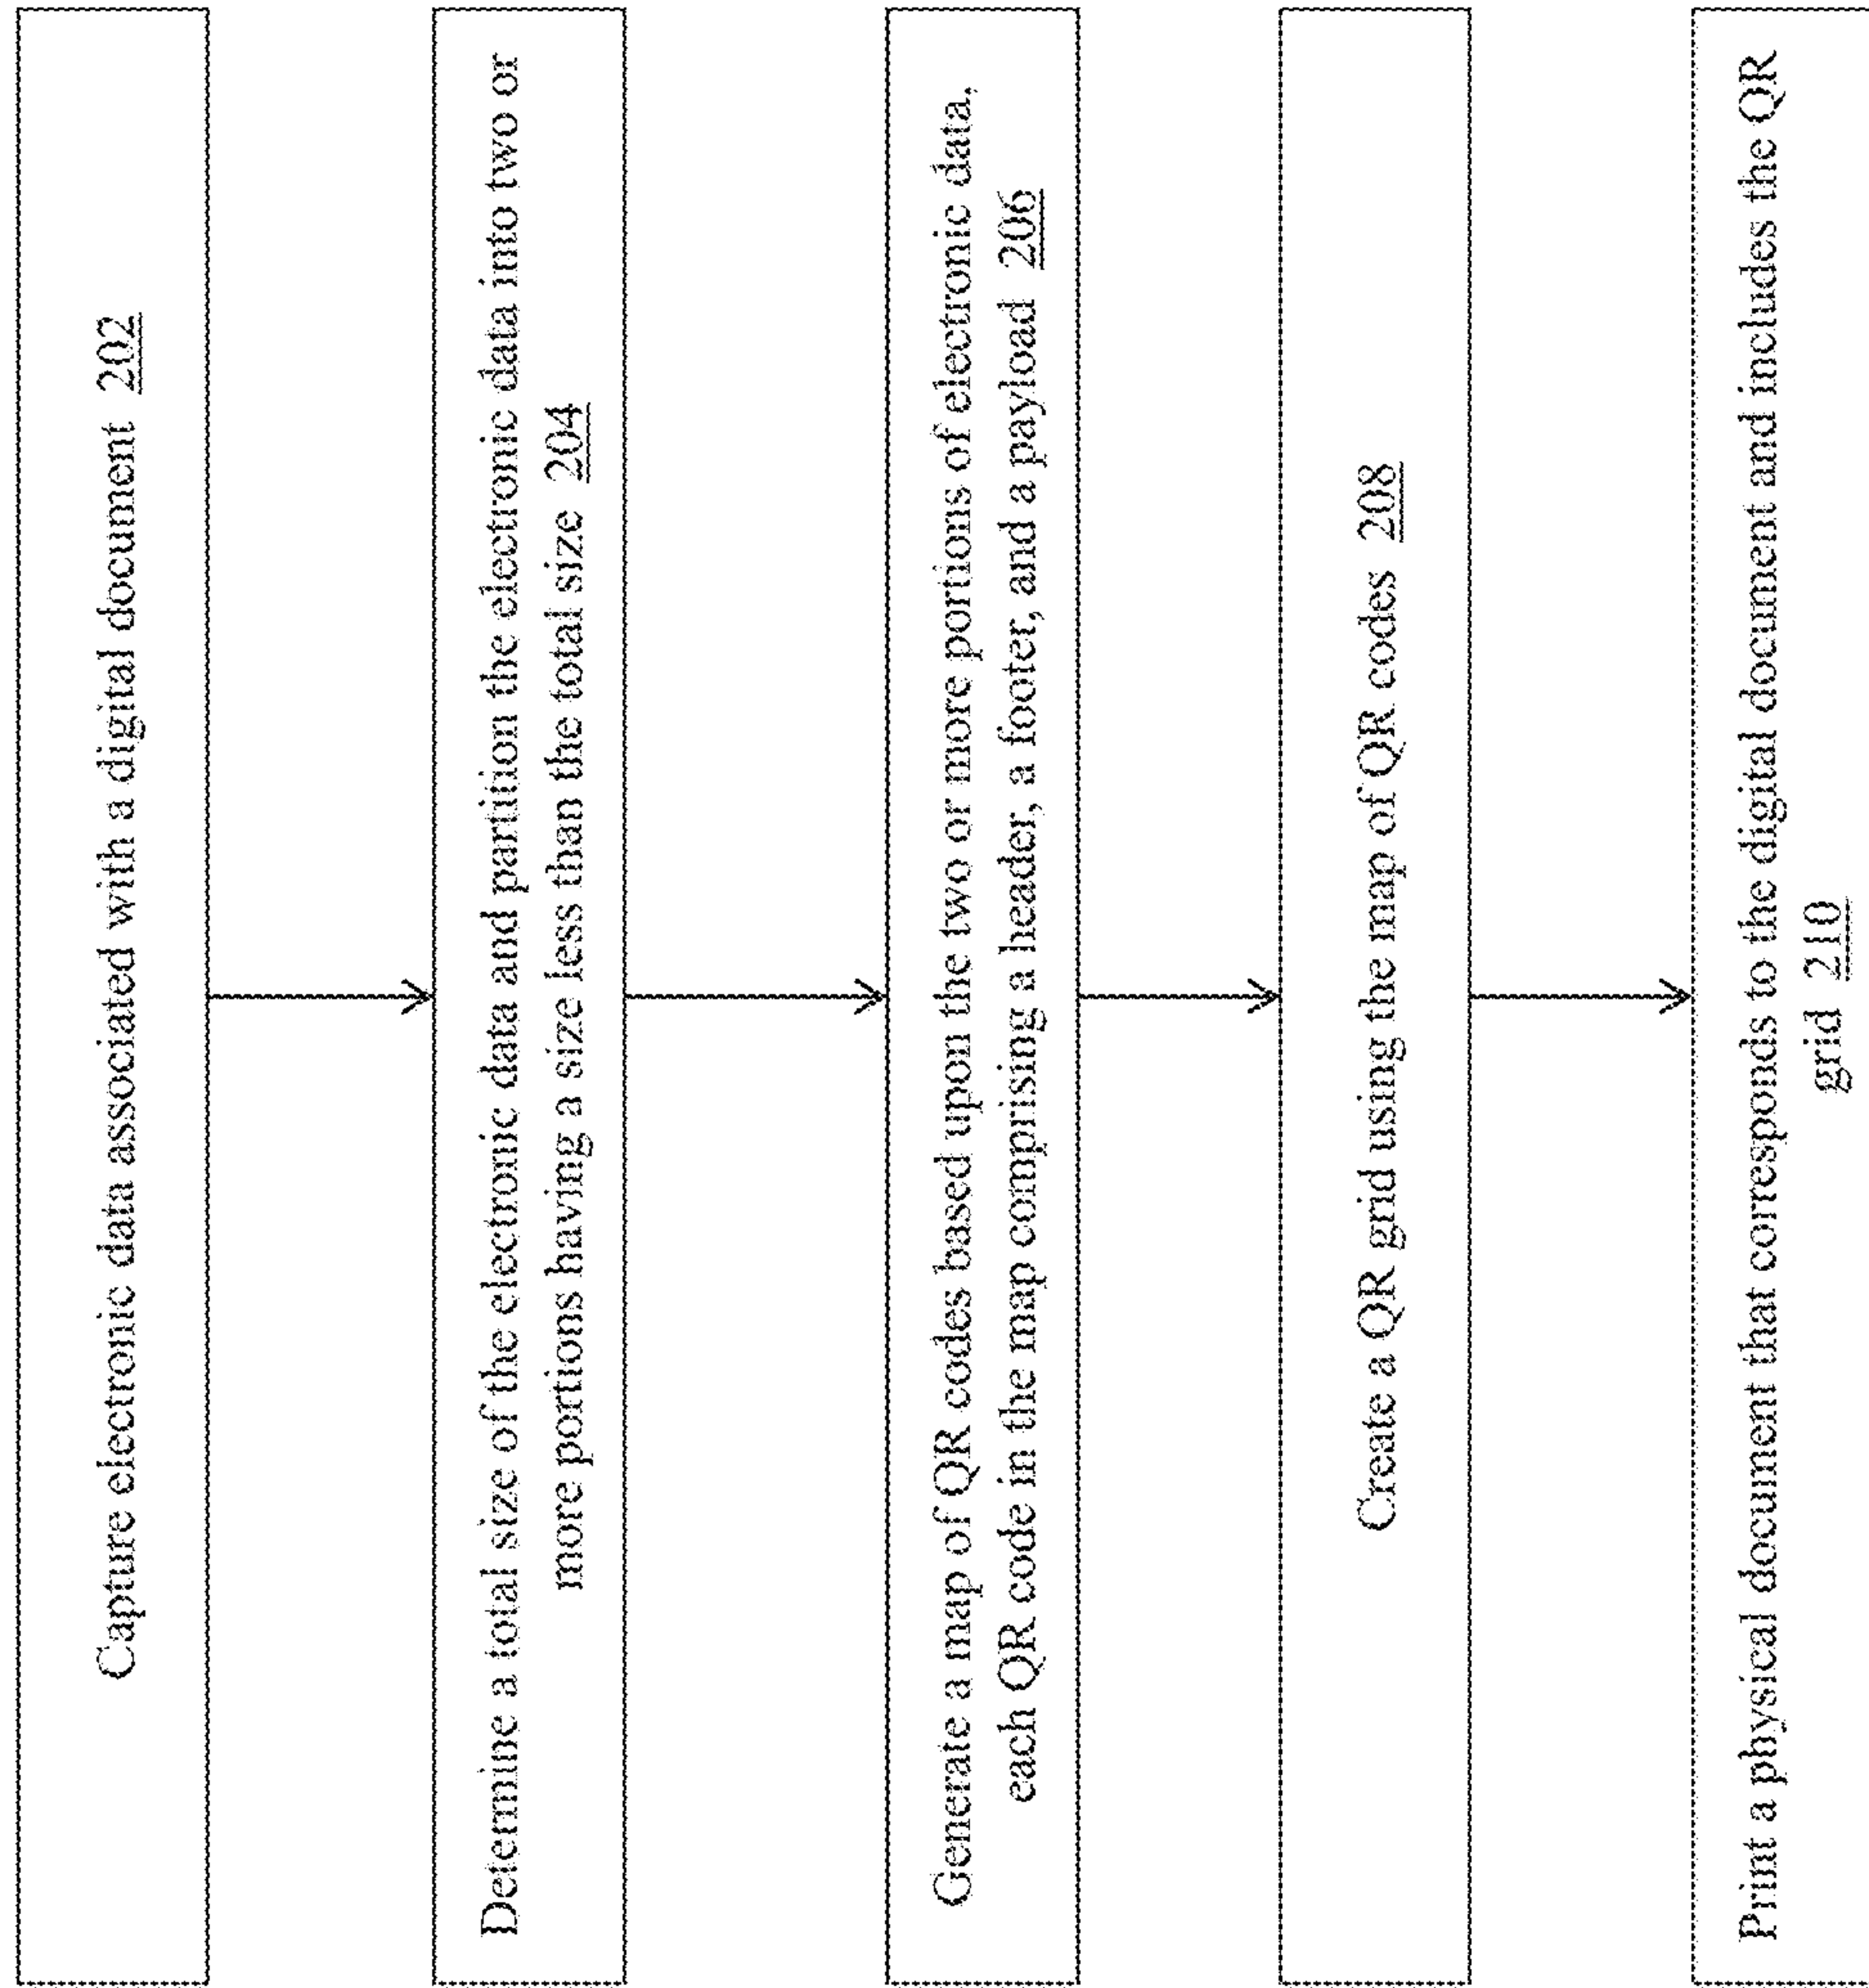 Capture electronic data associated with a digital document 202
Determine a total size of the electronic data and partition the electronic data into two or
more portions having a size less than the total size 204
Generate a map of QR codes based upon the two or more portions of electronic data,
each QR code in the map comprising a header, a footer, and a payload 206
Create a QR grid using the map of QR codes 208
Print a physical document that corresponds to the digital document and includes the QR
grid 210